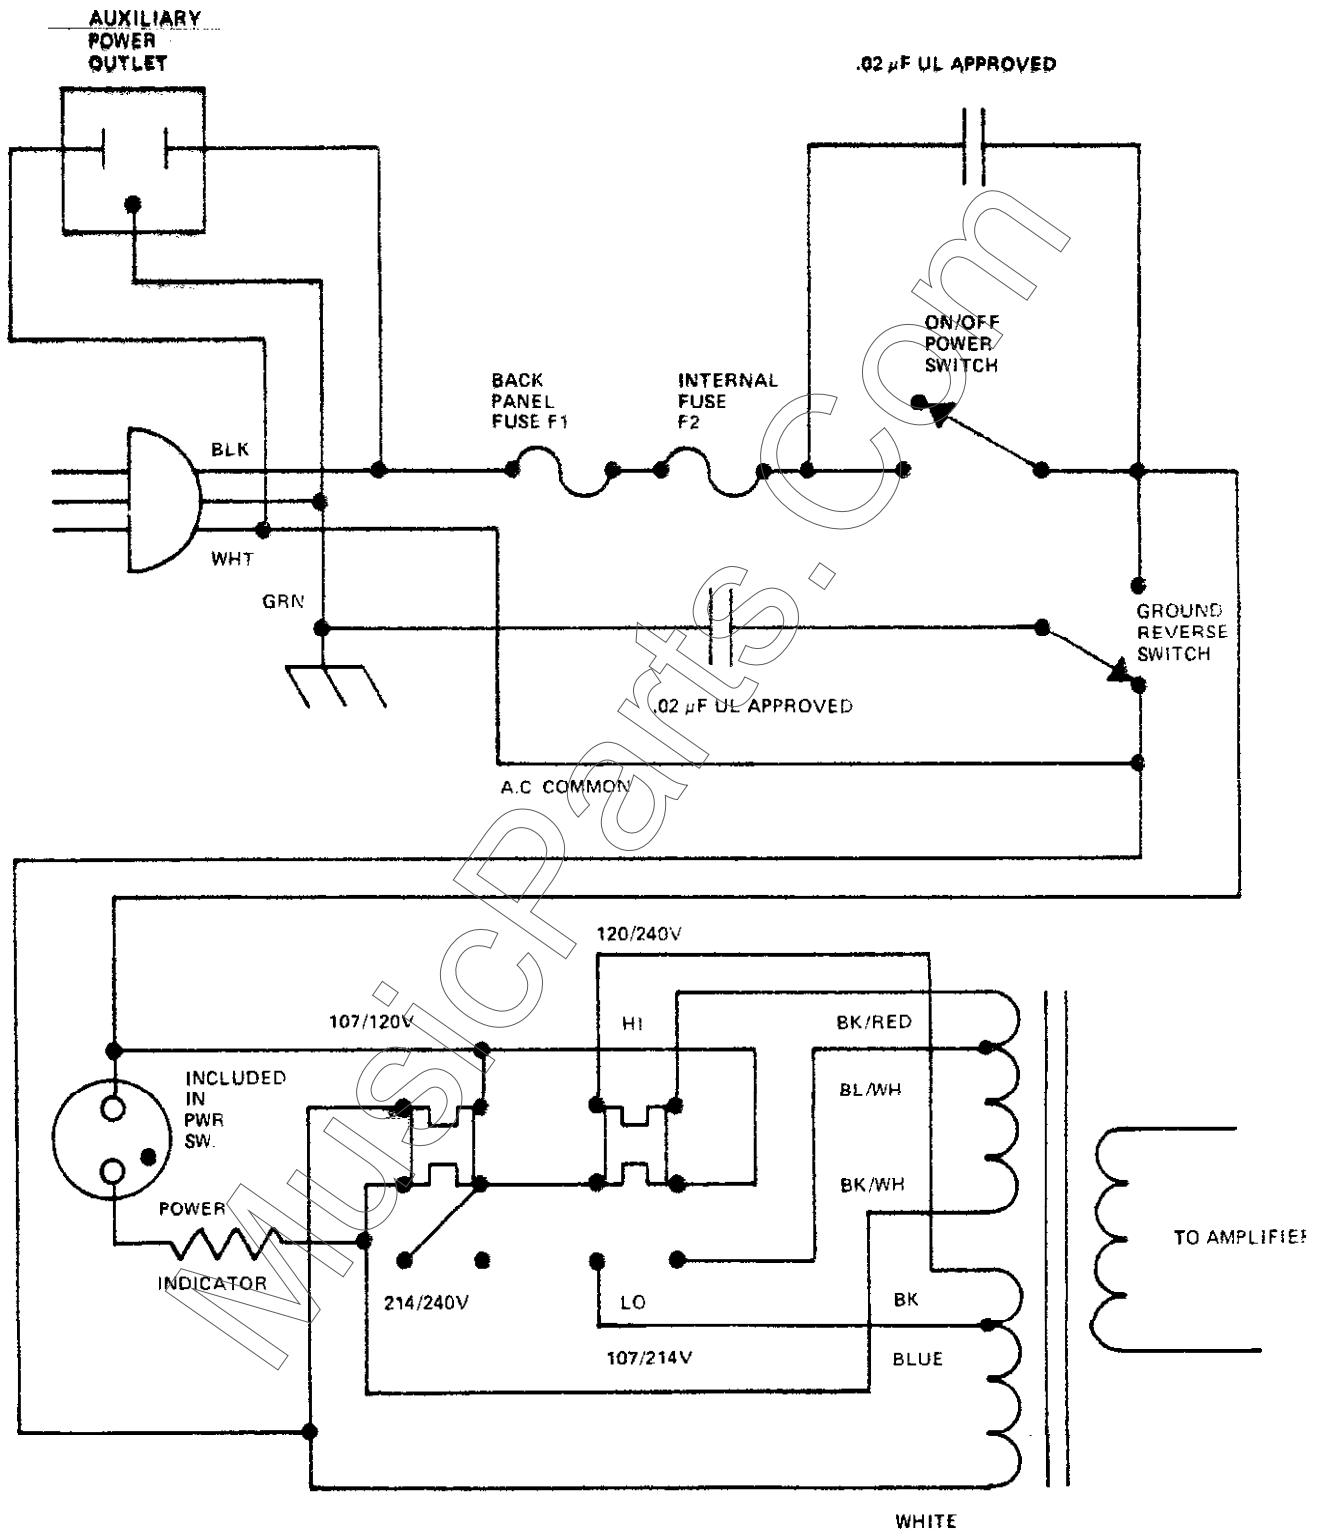 AUXILIARY
POWER
OUTLET
.02 µF UL APPROVED
ON/OFF
POWER
SWITCH
BACK
PANEL
FUSE F1
INTERNAL
FUSE
F2
BLK
WHT
GRN
GROUND
REVERSE
SWITCH
.02 µF UL APPROVED
A.C COMMON
120/240V
107/120V
HI
BK/RED
INCLUDED
IN
PWR
SW.
BL/WH
BK/WH
POWER
INDICATOR
TO AMPLIFIER
214/240V
LO
BK
107/214V
BLUE
WHITE
MusicParts.Com